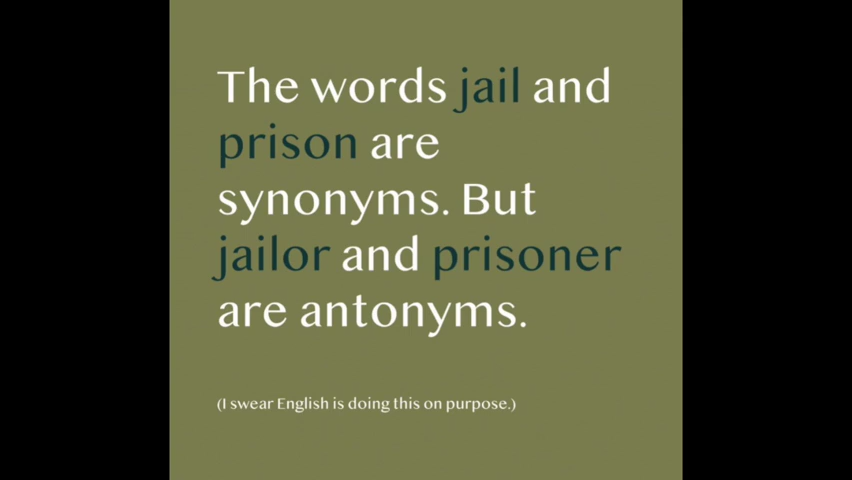 The words jail and
prison are
synonyms. But
jailor and prisoner
are antonyms.
(I swear English is doing this on purpose.)